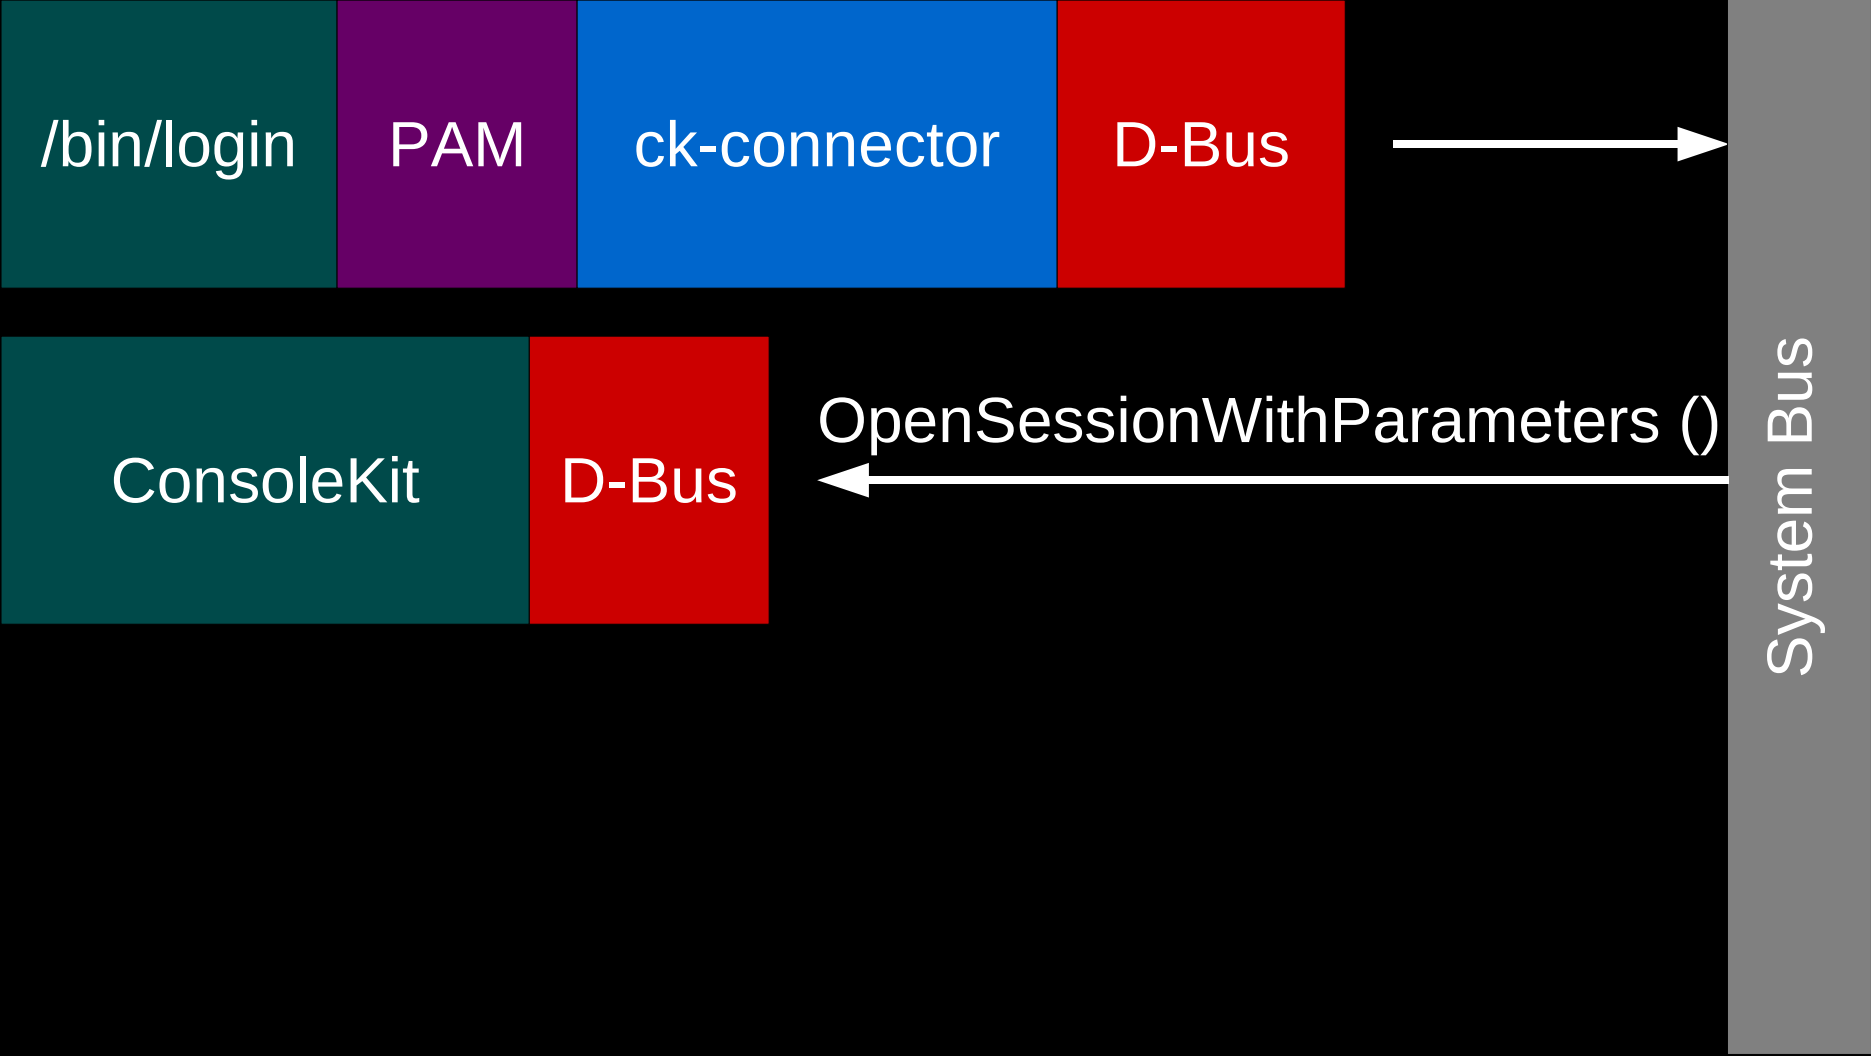 /bin/login
PAM
ck-connector
D-Bus
ConsoleKit
D-Bus
OpenSessionWithParameters ()
System Bus